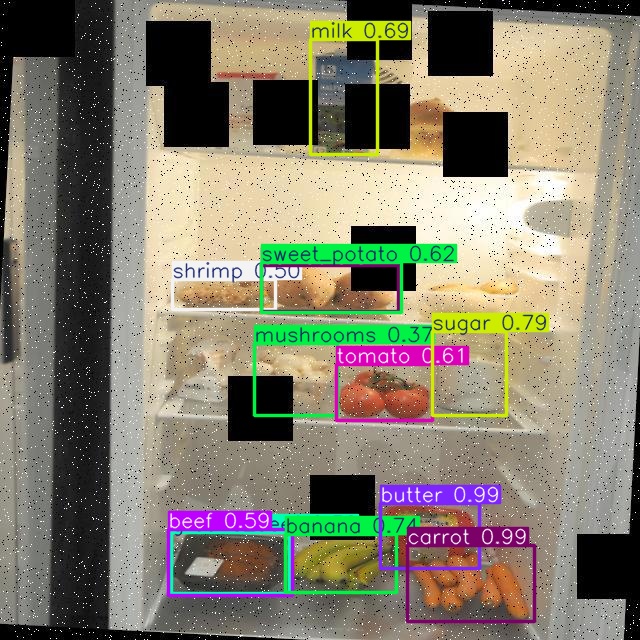 milk 0.69
sweet_potato 0.62
shrimp 0.50
sugar 0.79
mushrooms 0.37
tomato 0.61
butter 0.99
beef 0.59
banana 0.74
carrot 0.99